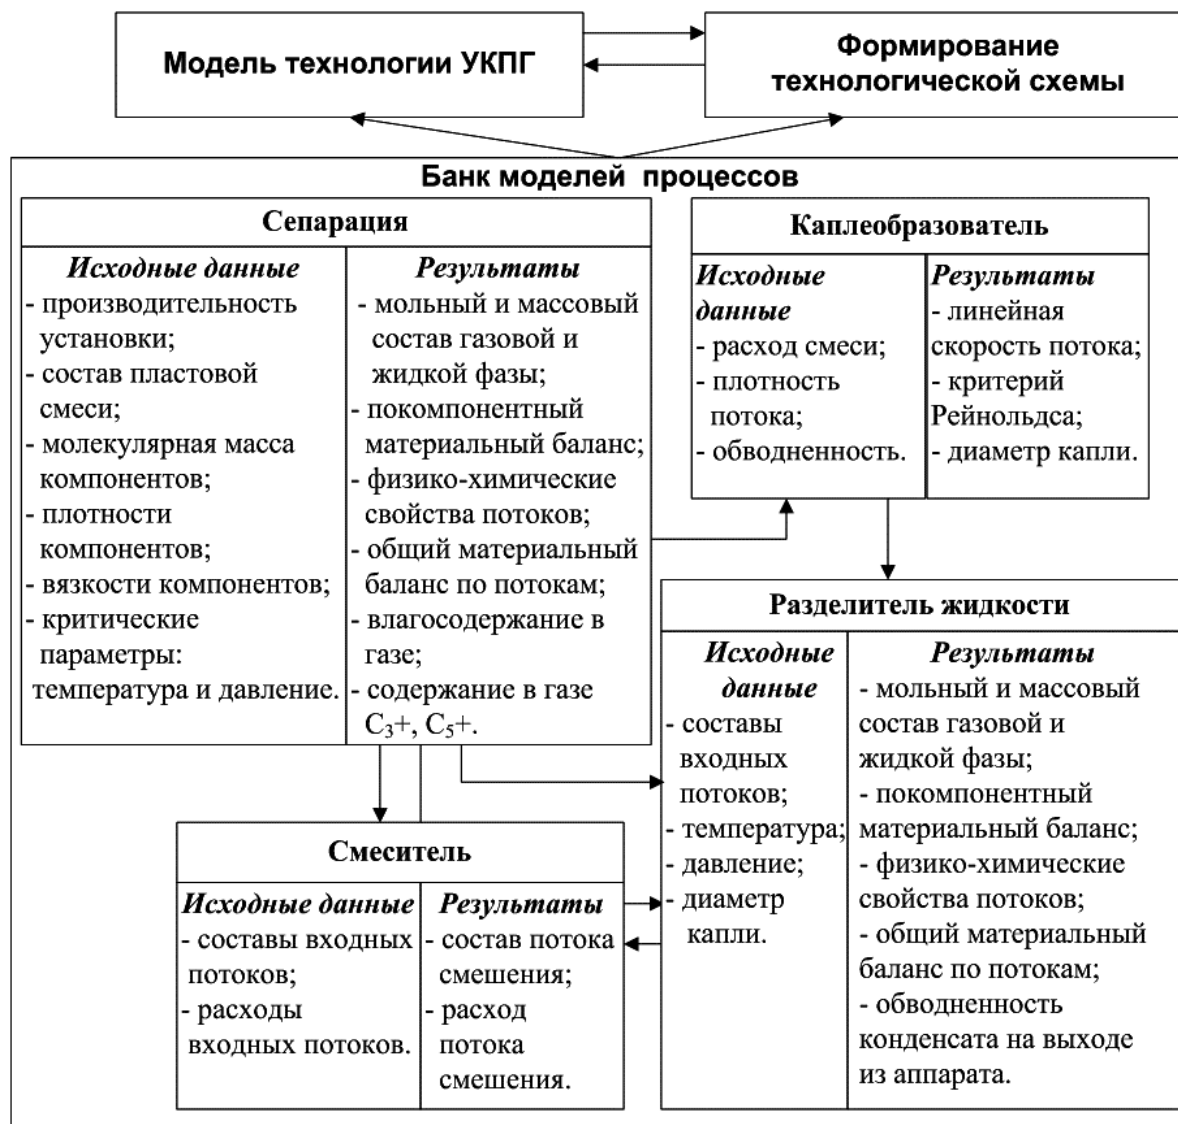 Модель технологии УКПГ
Формирование
технологической схемы
Банк моделей процессов
Сепарация
Исходные данные
- производительность
установки;
- состав пластовой
смеси;
- молекулярная масса
компонентов;
- плотности
компонентов;
- вязкости компонентов;
- критические
параметры:
температура и давление.
Результаты
- мольный и массовый
состав газовой и
жидкой фазы;
- покомпонентный
материальный баланс;
- физико-химические
свойства потоков;
- общий материальный
баланс по потокам;
- влагосодержание в
газе;
- содержание в газе
С₃+, С₅+.
Каплеобразователь
Исходные
данные
- расход смеси;
- плотность
потока;
- обводненность.
Результаты
- линейная
скорость потока;
- критерий
Рейнольдса;
- диаметр капли.
Разделитель жидкости
Исходные
данные
- составы
входных
потоков;
- температура;
- давление;
- диаметр
капли.
Результаты
- мольный и массовый
состав газовой и
жидкой фазы;
- покомпонентный
материальный баланс;
- физико-химические
свойства потоков;
- общий материальный
баланс по потокам;
- обводненность
конденсата на выходе
из аппарата.
Смеситель
Исходные данные
- составы входных
потоков;
- расходы
входных потоков.
Результаты
- состав потока
смешения;
- расход
потока
смешения.